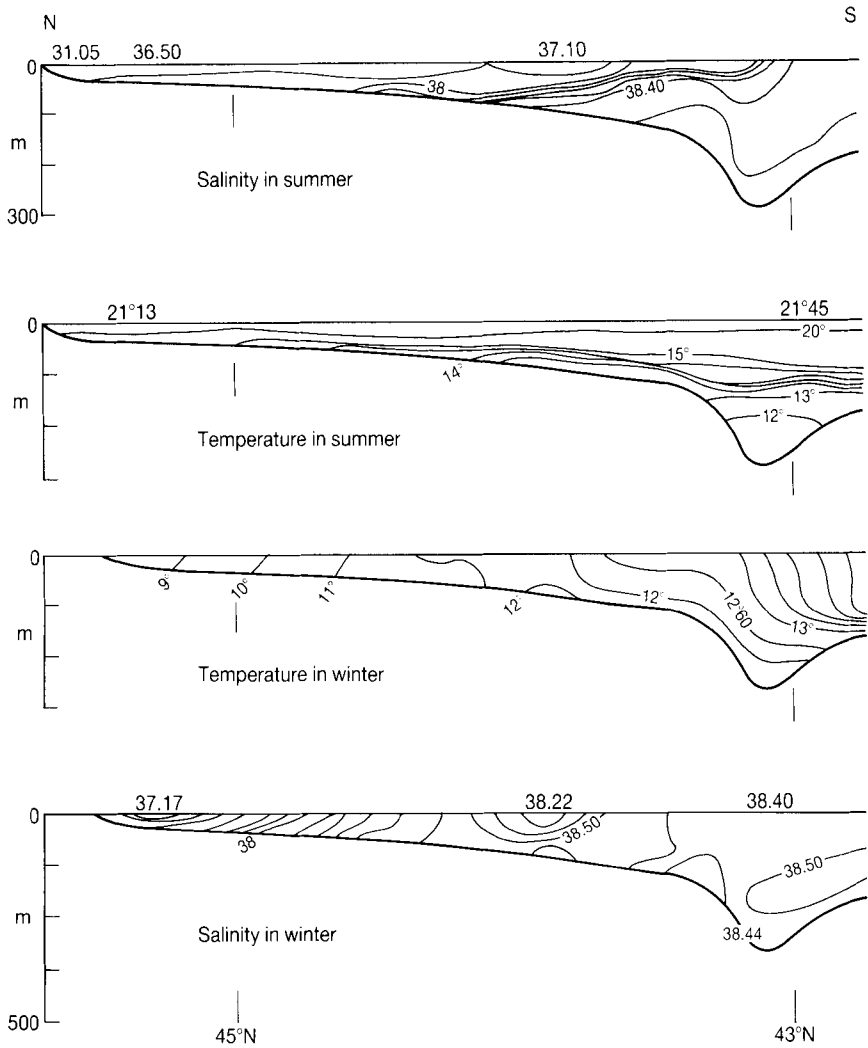 N S
31.05 36.50 37.10
0
38 38.40
m
Salinity in summer
300
21°13 21°45
0
20°
15°
14° 13°
12°
m
Temperature in summer
0
9° 10° 11° 12° 12° 12°60 13°
m
Temperature in winter
37.17 38.22 38.40
0
38 38.50
38.50
m
Salinity in winter 38.44
500
45°N 43°N